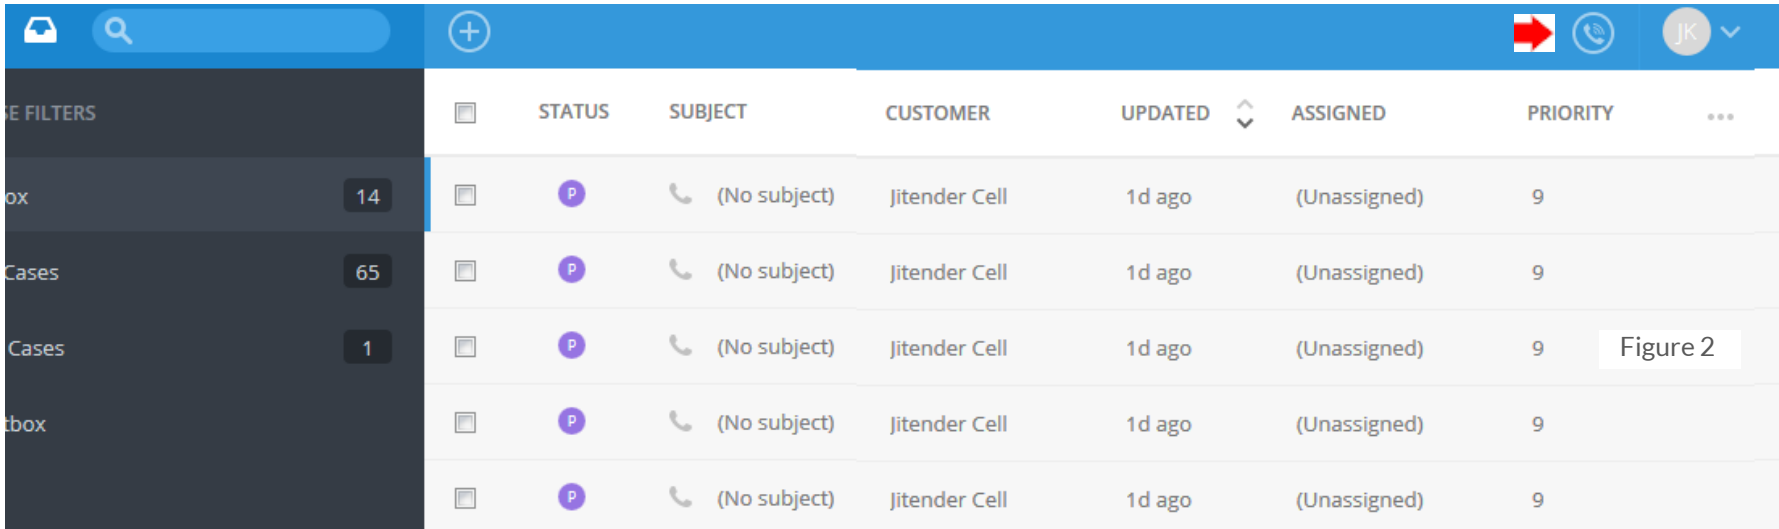 JK
SE FILTERS
STATUS SUBJECT CUSTOMER UPDATED ASSIGNED PRIORITY
ox 14
P (No subject) Jitender Cell 1d ago (Unassigned) 9
Cases 65
P (No subject) Jitender Cell 1d ago (Unassigned) 9
Cases 1
P (No subject) Jitender Cell 1d ago (Unassigned) 9
Figure 2
tbox
P (No subject) Jitender Cell 1d ago (Unassigned) 9
P (No subject) Jitender Cell 1d ago (Unassigned) 9